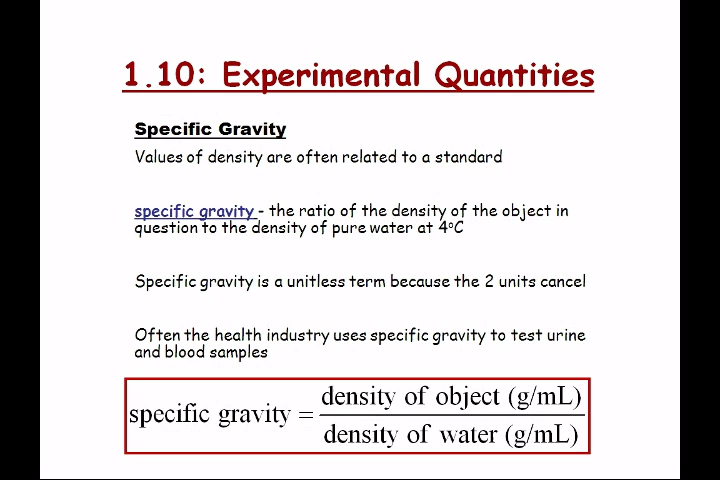 1.10: Experimental Quantities
Specific Gravity
Values of density are often related to a standard
specific gravity - the ratio of the density of the object in
question to the density of pure water at 4°C
Specific gravity is a unitless term because the 2 units cancel
Often the health industry uses specific gravity to test urine
and blood samples
specific gravity = density of object (g/mL)
density of water (g/mL)